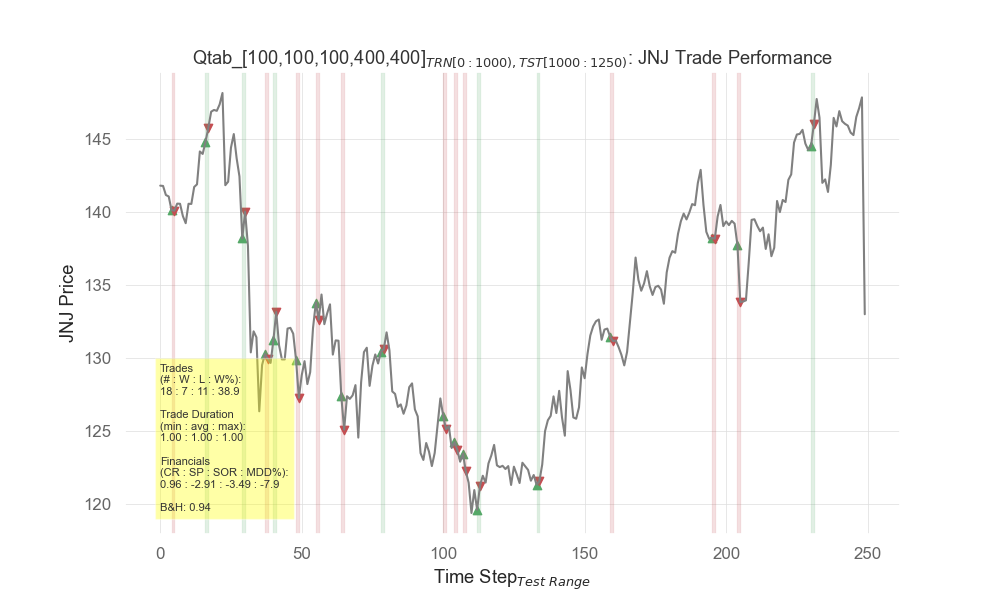 Qtab_[100,100,100,400,400]TRN[0 : 1000), TST[1000 : 1250): JNJ Trade Performance
JNJ Price
145
140
135
130
125
120
Trades
(# : W : L : W%):
18 : 7 : 11 : 38.9
Trade Duration
(min : avg : max):
1.00 : 1.00 : 1.00
Financials
(CR : SP : SOR : MDD%):
0.96 : -2.91 : -3.49 : -7.9
B&H: 0.94
0 50 100 150 200 250
Time StepTest Range